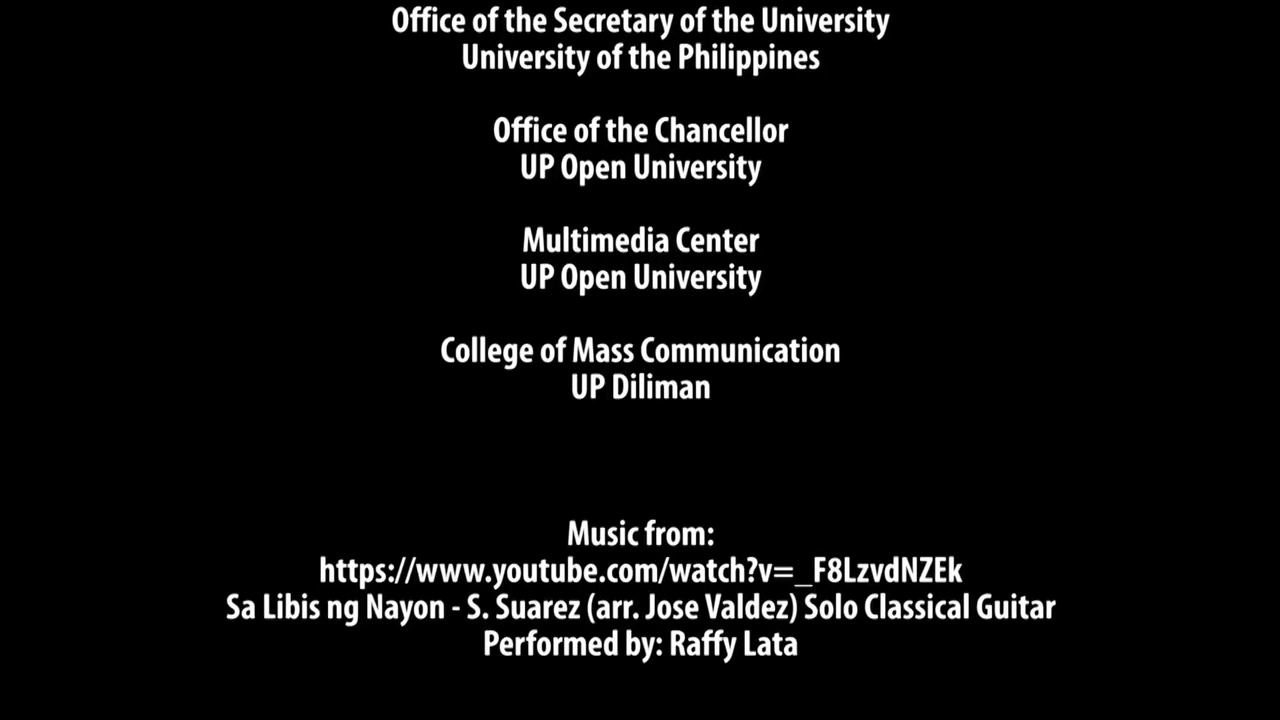 Office of the Secretary of the University
University of the Philippines
Office of the Chancellor
UP Open University
Multimedia Center
UP Open University
College of Mass Communication
UP Diliman
Music from:
https://www.youtube.com/watch?v=_F8LzvdNZEk
Sa Libis ng Nayon - S. Suarez (arr. Jose Valdez) Solo Classical Guitar
Performed by: Raffy Lata